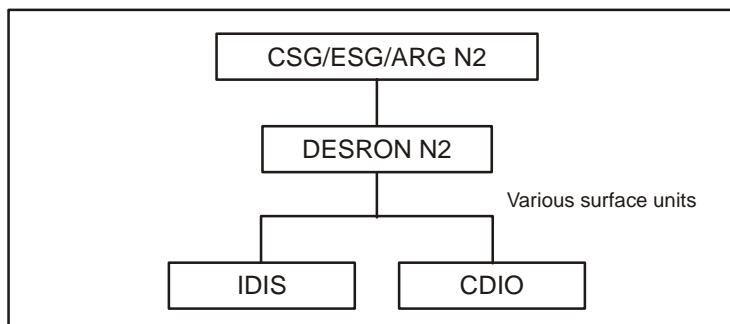 CSG/ESG/ARG N2
DESRON N2
Various surface units
IDIS
CDIO